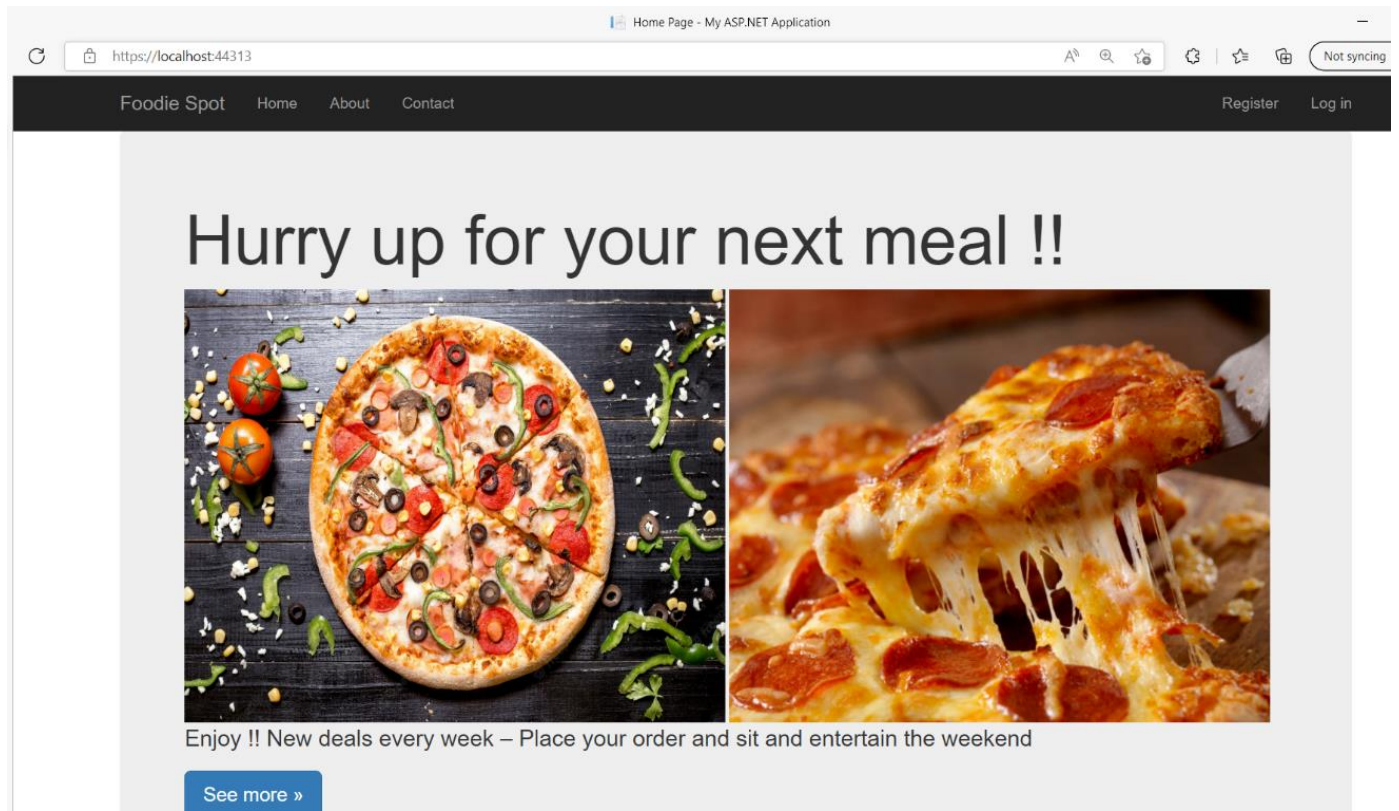 Home Page - My ASP.NET Application
https://localhost:44313
Not syncing
Foodie Spot Home About Contact Register Log in
Hurry up for your next meal !!
Enjoy !! New deals every week – Place your order and sit and entertain the weekend
See more »